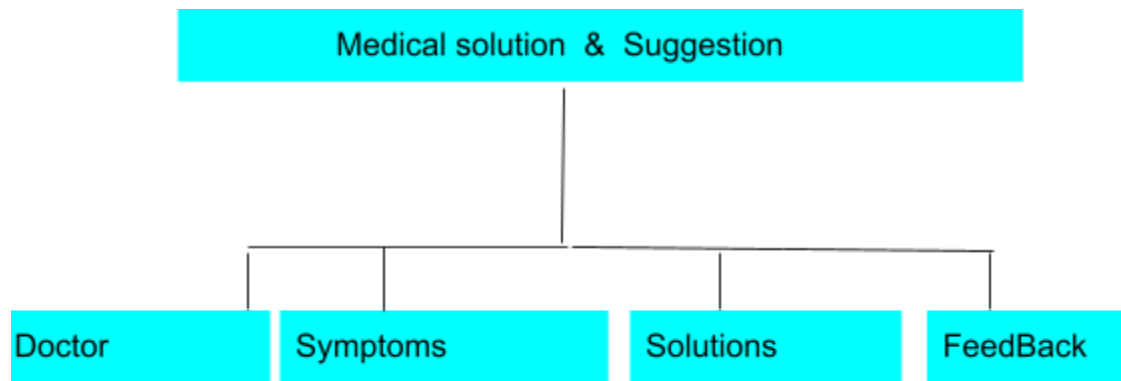 Medical solution & Suggestion
Doctor
Symptoms
Solutions
FeedBack